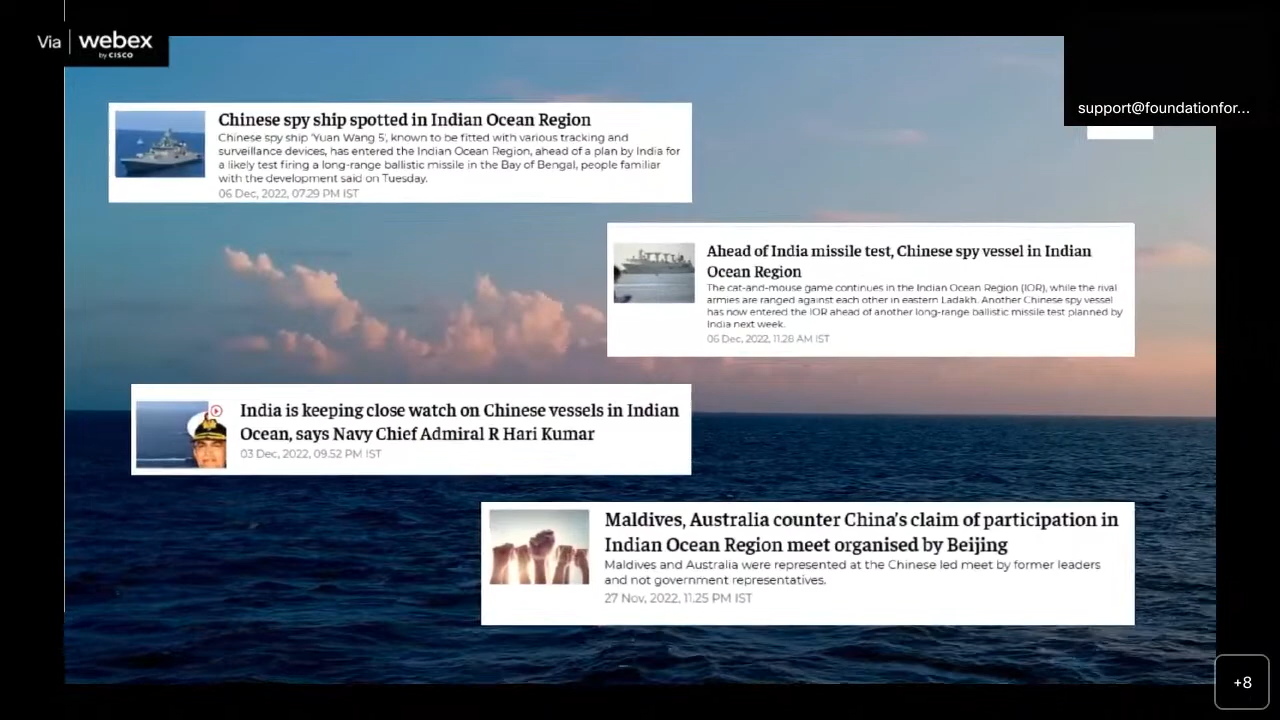 Via webex
by CISCO
support@foundationfor...
Chinese spy ship spotted in Indian Ocean Region
Chinese spy ship 'Yuan Wang 5', known to be fitted with various tracking and
surveillance devices, has entered the Indian Ocean Region, ahead of a plan by India for
a likely test firing a long-range ballistic missile in the Bay of Bengal, people familiar
with the development said on Tuesday.
06 Dec, 2022, 07.29 PM IST
Ahead of India missile test, Chinese spy vessel in Indian
Ocean Region
The cat-and-mouse game continues in the Indian Ocean Region (IOR), while the rival
armies are ranged against each other in eastern Ladakh. Another Chinese spy vessel
has now entered the IOR ahead of another long-range ballistic missile test planned by
India next week.
06 Dec, 2022, 11.28 AM IST
India is keeping close watch on Chinese vessels in Indian
Ocean, says Navy Chief Admiral R Hari Kumar
03 Dec, 2022, 09.52 PM IST
Maldives, Australia counter China's claim of participation in
Indian Ocean Region meet organised by Beijing
Maldives and Australia were represented at the Chinese led meet by former leaders
and not government representatives.
27 Nov, 2022, 11.25 PM IST
+8